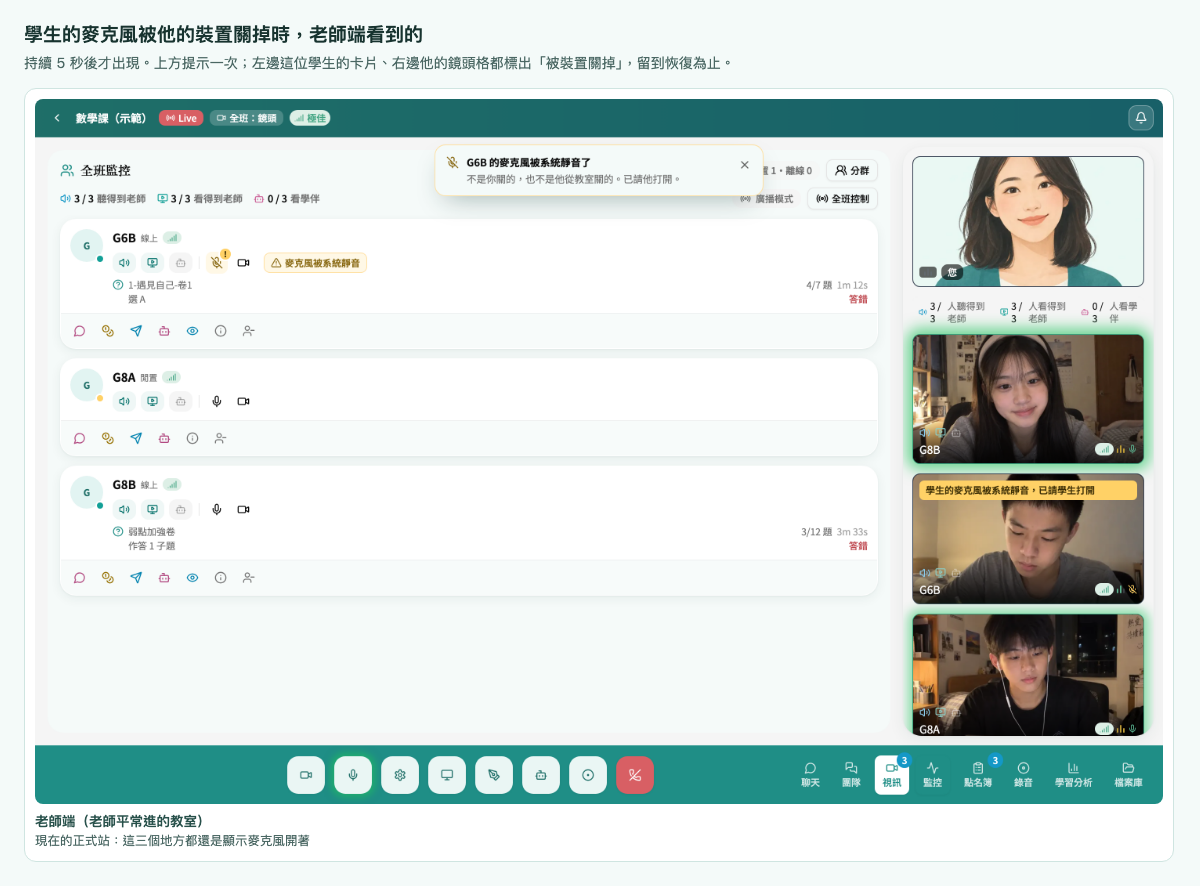 學生的麥克風被他的裝置關掉時，老師端看到的
持續 5 秒後才出現。上方提示一次；左邊這位學生的卡片、右邊他的鏡頭格都標出「被裝置關掉」，留到恢復為止。
數學課（示範）
Live
全班：鏡頭
極佳
全班監控
G6B 的麥克風被系統靜音了
不是你關的，也不是他從教室關的。已請他打開。
置 1・離線 0
分群
3 / 3 聽得到老師
3 / 3 看得到老師
0 / 3 看學伴
廣播模式
全班控制
G
G6B 線上
!
麥克風被系統靜音
1-遇見自己-卷1
選 A
4/7 題 1m 12s
答錯
G
G8A 閒置
G
G8B 線上
弱點加強卷
作答 1 子題
3/12 題 3m 33s
答錯
您
3 / 3 人聽得到老師
3 / 3 人看得到老師
0 / 3 人看學伴
G8B
學生的麥克風被系統靜音，已請學生打開
G6B
G8A
聊天
團隊
視訊
3
監控
點名簿
3
錄音
學習分析
檔案庫
老師端（老師平常進的教室）
現在的正式站：這三個地方都還是顯示麥克風開著